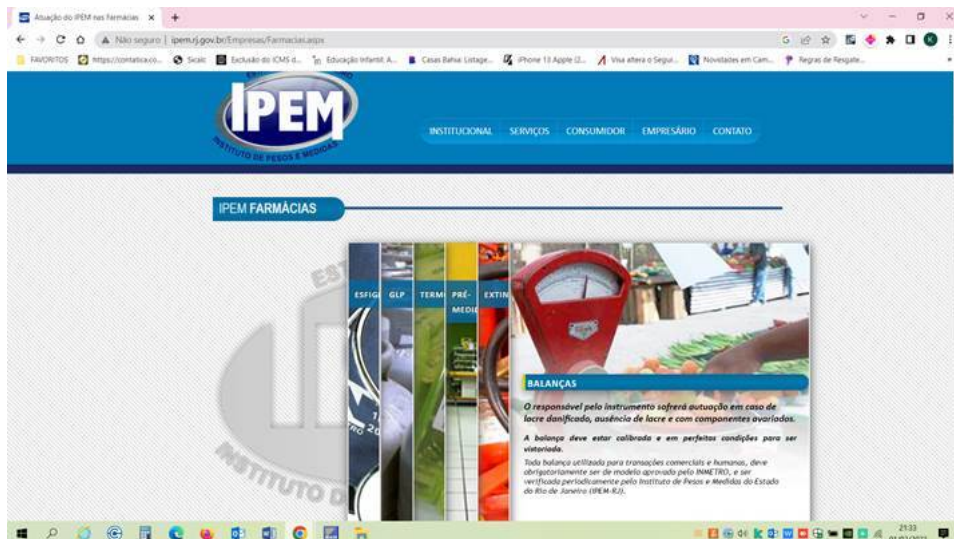 Atuação do IPEM nas Farmácias
Não seguro | ipem.rj.gov.br/Empresas/Farmacias.aspx
FAVORITOS
https://contatica.co...
Sicalc
Exclusão do ICMS d...
Educação Infantil: A...
Casas Bahia: Listage...
iPhone 13 Apple (2...
Visa altera o Segur...
Novidades em Cam...
Regras de Resgate...
IPEM
INSTITUTO DE PESOS E MEDIDAS
INSTITUCIONAL SERVIÇOS CONSUMIDOR EMPRESÁRIO CONTATO
IPEM FARMÁCIAS
ESFIG GLP TERM PRÉ- EXTIN
MEDI
BALANÇAS
O responsável pelo instrumento sofrerá autuação em caso de
lacre danificado, ausência de lacre e com componentes avariados.
A balança deve estar calibrada e em perfeitas condições para ser
vistoriada.
Toda balança utilizada para transações comerciais e humanas, deve
obrigatoriamente ser de modelo aprovado pelo INMETRO, e ser
verificada periodicamente pelo Instituto de Pesos e Medidas do Estado
do Rio de Janeiro (IPEM-RJ).
INSTITUTO D
21:33